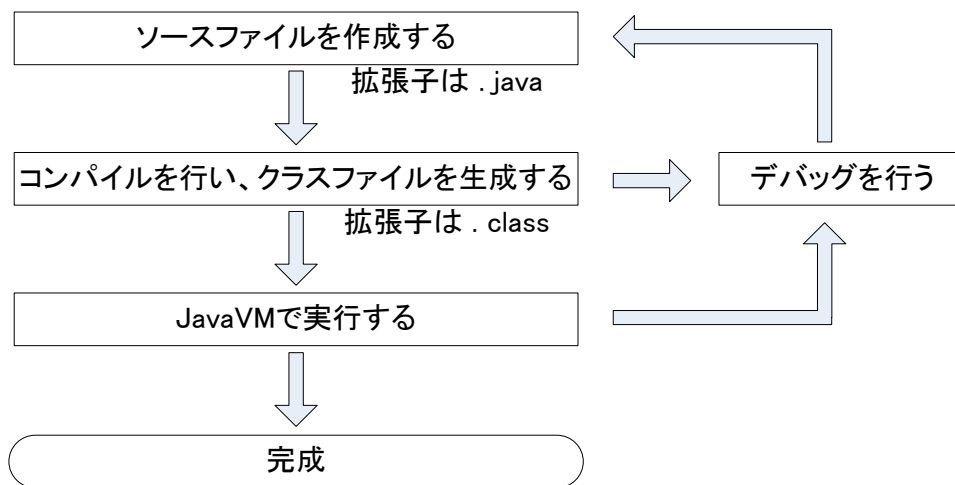 ソースファイルを作成する
拡張子は . java
コンパイルを行い、クラスファイルを生成する
デバッグを行う
拡張子は . class
JavaVMで実行する
完成